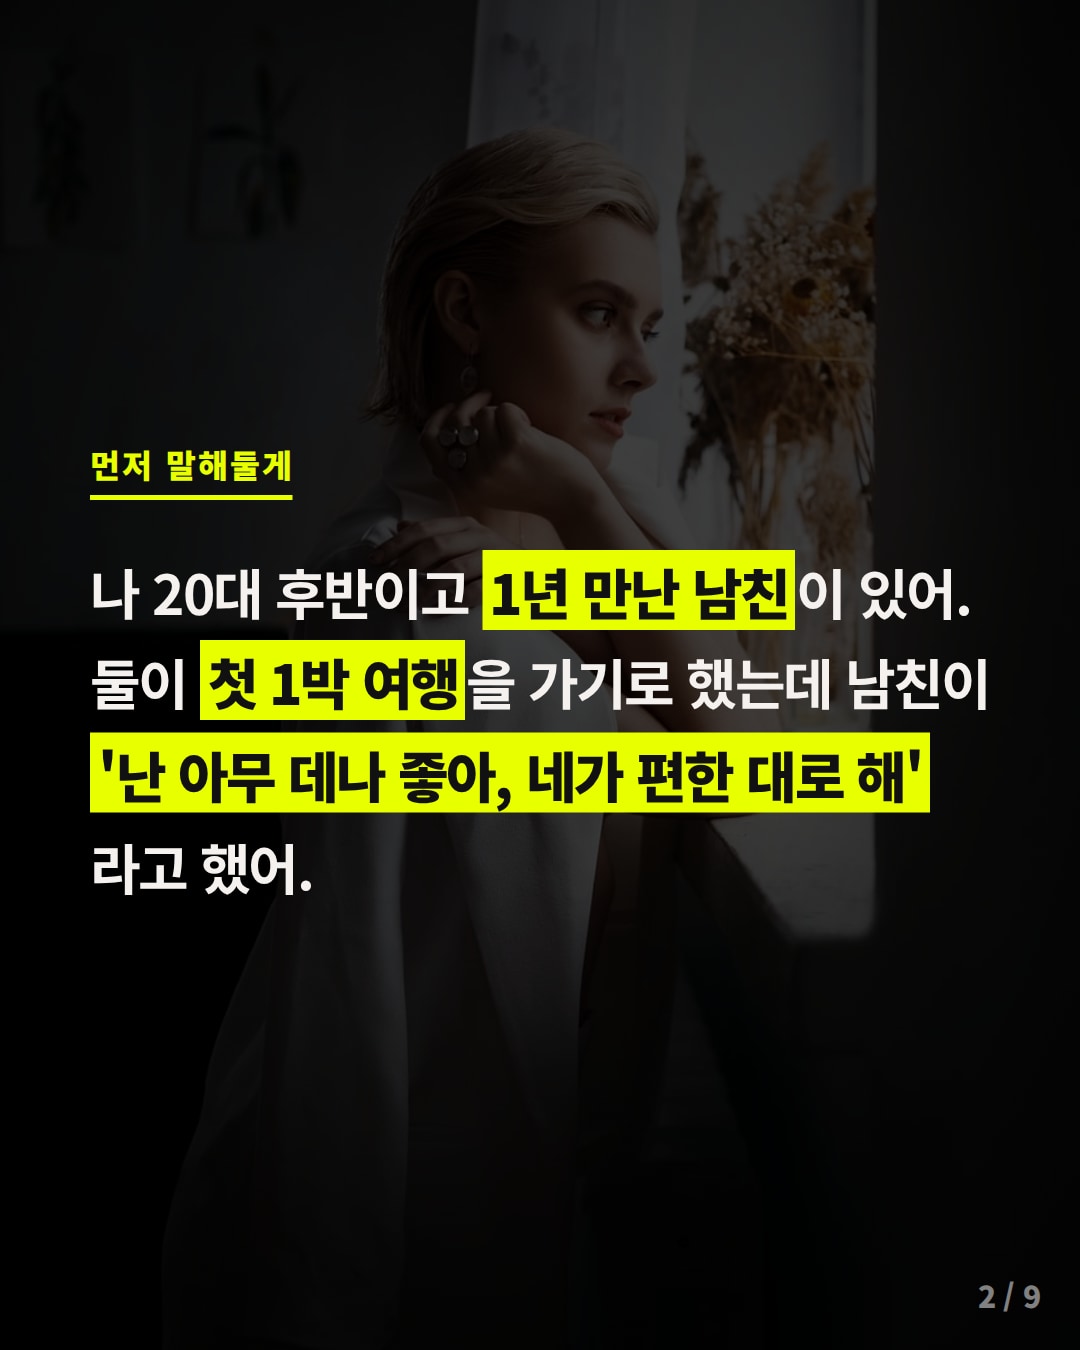 먼저 말해둘게
나 20대 후반이고 1년 만난 남친이 있어.
둘이 첫 1박 여행을 가기로 했는데 남친이
'난 아무 데나 좋아, 네가 편한 대로 해'
라고 했어.
2 / 9